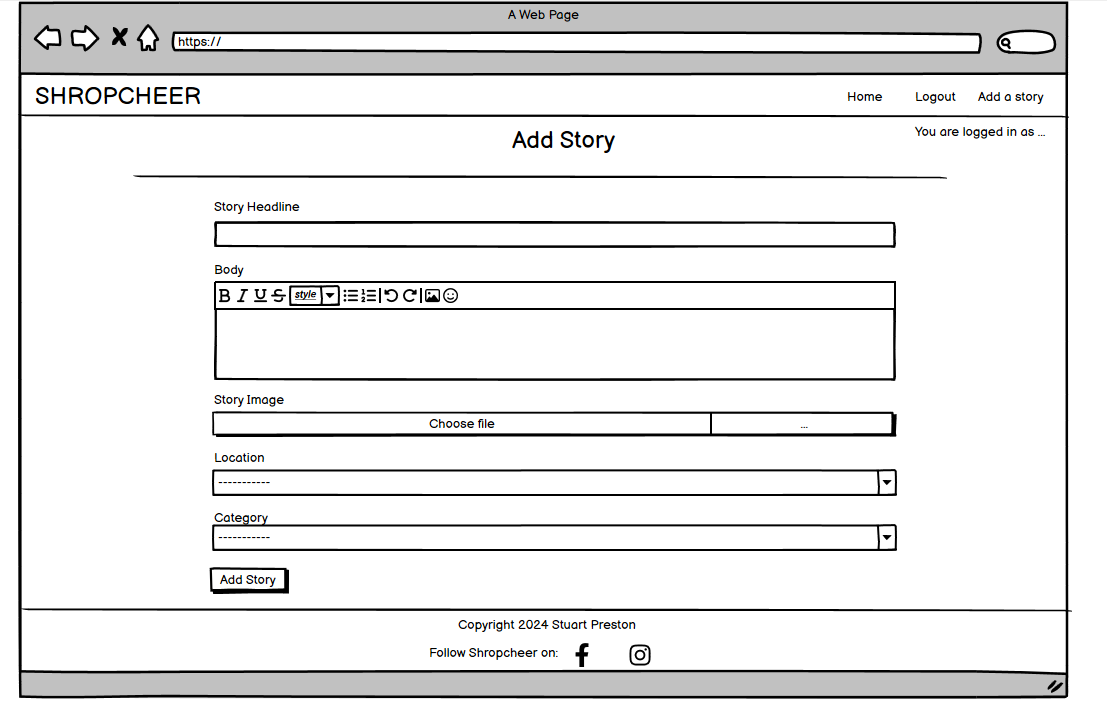 A Web Page
https://
SHROPCHEER
Home Logout Add a story
You are logged in as ...
Add Story
Story Headline
Body
B I U S style
Story Image
Choose file ...
Location
-----------
Category
-----------
Add Story
Copyright 2024 Stuart Preston
Follow Shropcheer on: